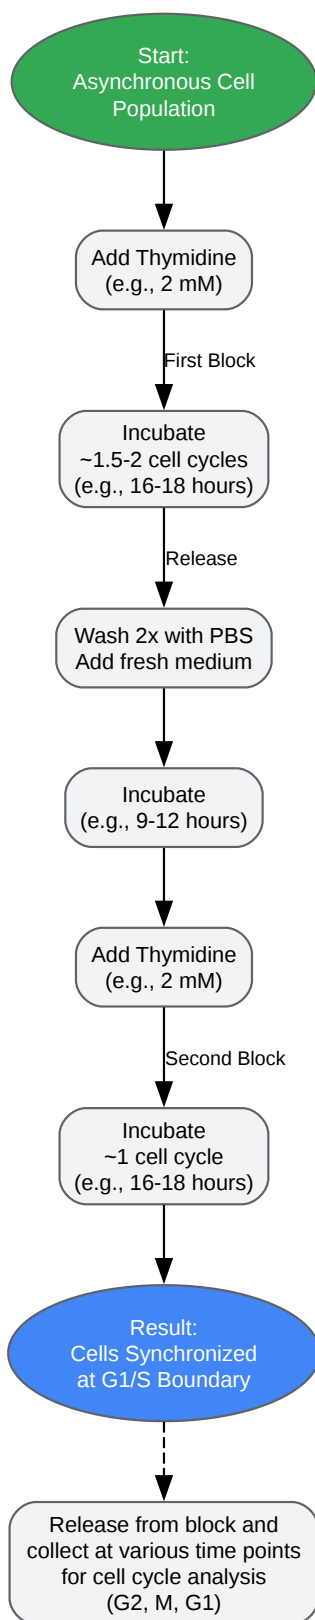 Start:
Asynchronous Cell
Population
Add Thymidine
(e.g., 2 mM)
First Block
Incubate
~1.5-2 cell cycles
(e.g., 16-18 hours)
Release
Wash 2x with PBS
Add fresh medium
Incubate
(e.g., 9-12 hours)
Add Thymidine
(e.g., 2 mM)
Second Block
Incubate
~1 cell cycle
(e.g., 16-18 hours)
Result:
Cells Synchronized
at G1/S Boundary
Release from block and
collect at various time points
for cell cycle analysis
(G2, M, G1)